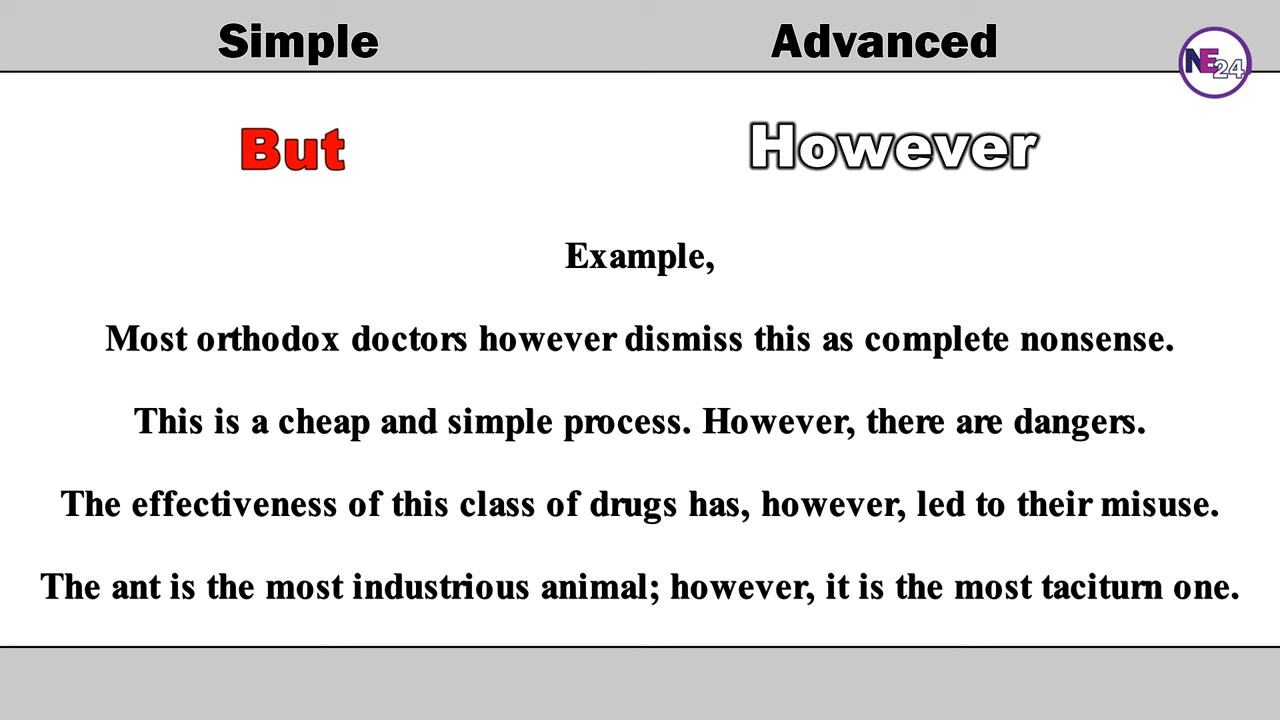 Simple Advanced
NE24
But However
Example,
Most orthodox doctors however dismiss this as complete nonsense.
This is a cheap and simple process. However, there are dangers.
The effectiveness of this class of drugs has, however, led to their misuse.
The ant is the most industrious animal; however, it is the most taciturn one.